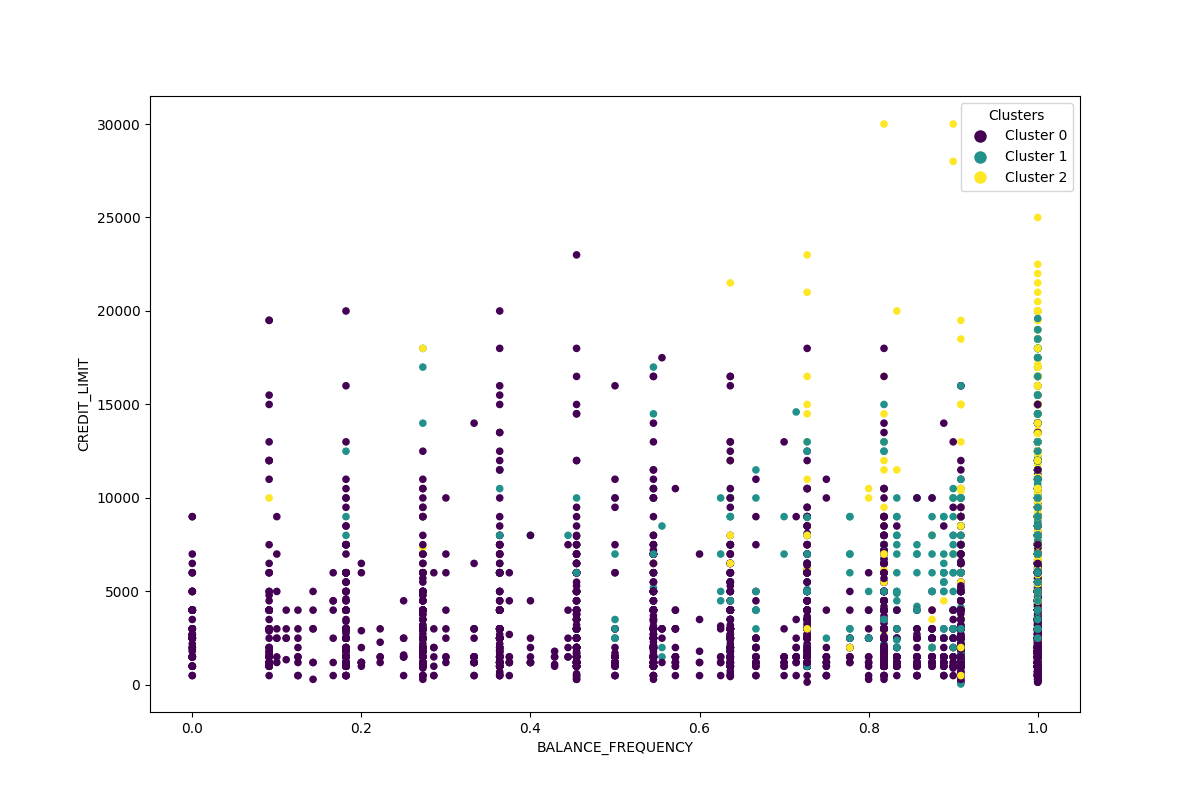 Clusters
Cluster 0
Cluster 1
Cluster 2
30000
25000
20000
15000
10000
5000
0
CREDIT_LIMIT
0.0 0.2 0.4 0.6 0.8 1.0
BALANCE_FREQUENCY